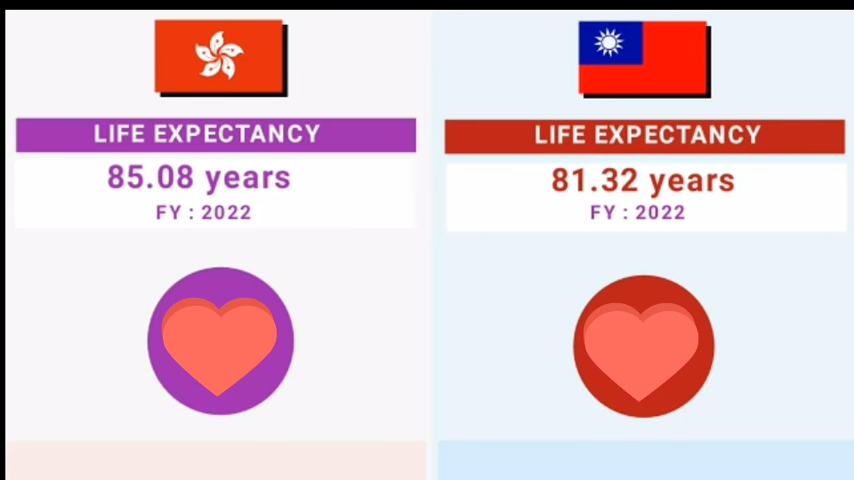 LIFE EXPECTANCY
85.08 years
FY : 2022
LIFE EXPECTANCY
81.32 years
FY : 2022